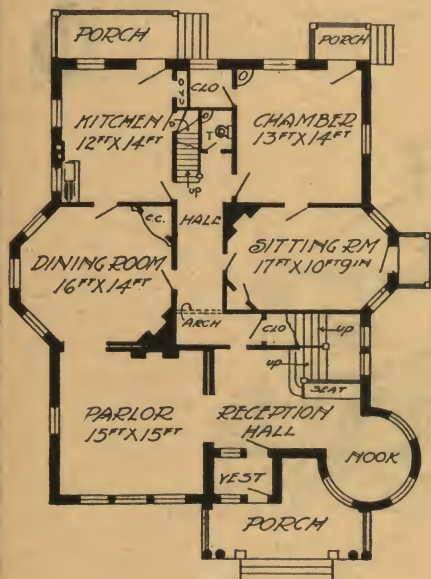 PORCH
PORCH
CLO
CLO
KITCHEN
12FT X 14FT
T
CHAMBER
13FT X 14FT
UP
HALL
C.C.
SITTING RM
17FT X 10FT 9IN
DINING ROOM
16FT X 14FT
ARCH
CLO
UP
UP
SEAT
PARLOR
15FT X 15FT
RECEPTION
HALL
NOOK
VEST
PORCH